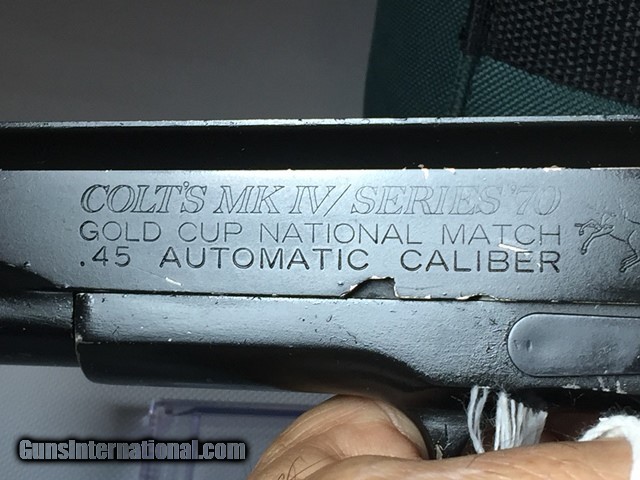 COLT'S MK IV/ SERIES '70
GOLD CUP NATIONAL MATCH
.45 AUTOMATIC CALIBER
GunsInternational.com